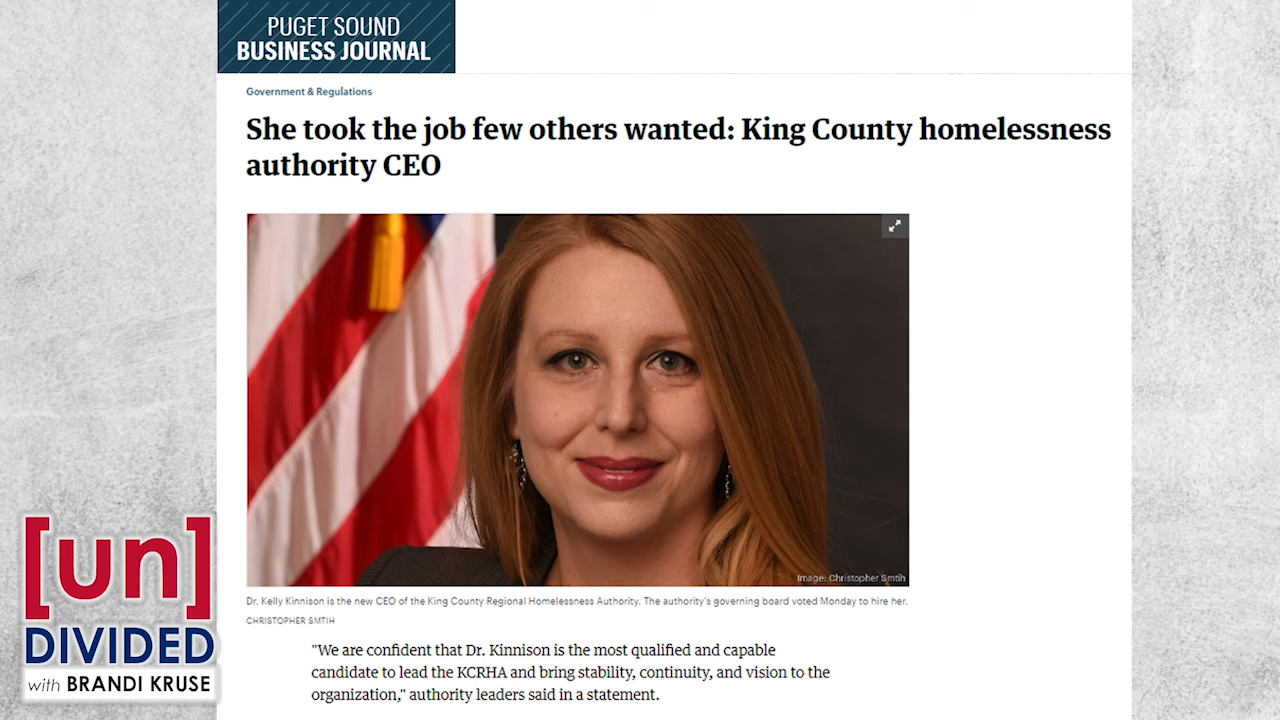 PUGET SOUND
BUSINESS JOURNAL
Government & Regulations
She took the job few others wanted: King County homelessness
authority CEO
Image: Christopher Smtih
Dr. Kelly Kinnison is the new CEO of the King County Regional Homelessness Authority. The authority's governing board voted Monday to hire her.
CHRISTOPHER SMTIH
"We are confident that Dr. Kinnison is the most qualified and capable
candidate to lead the KCRHA and bring stability, continuity, and vision to the
organization," authority leaders said in a statement.
[un]
DIVIDED
with BRANDI KRUSE